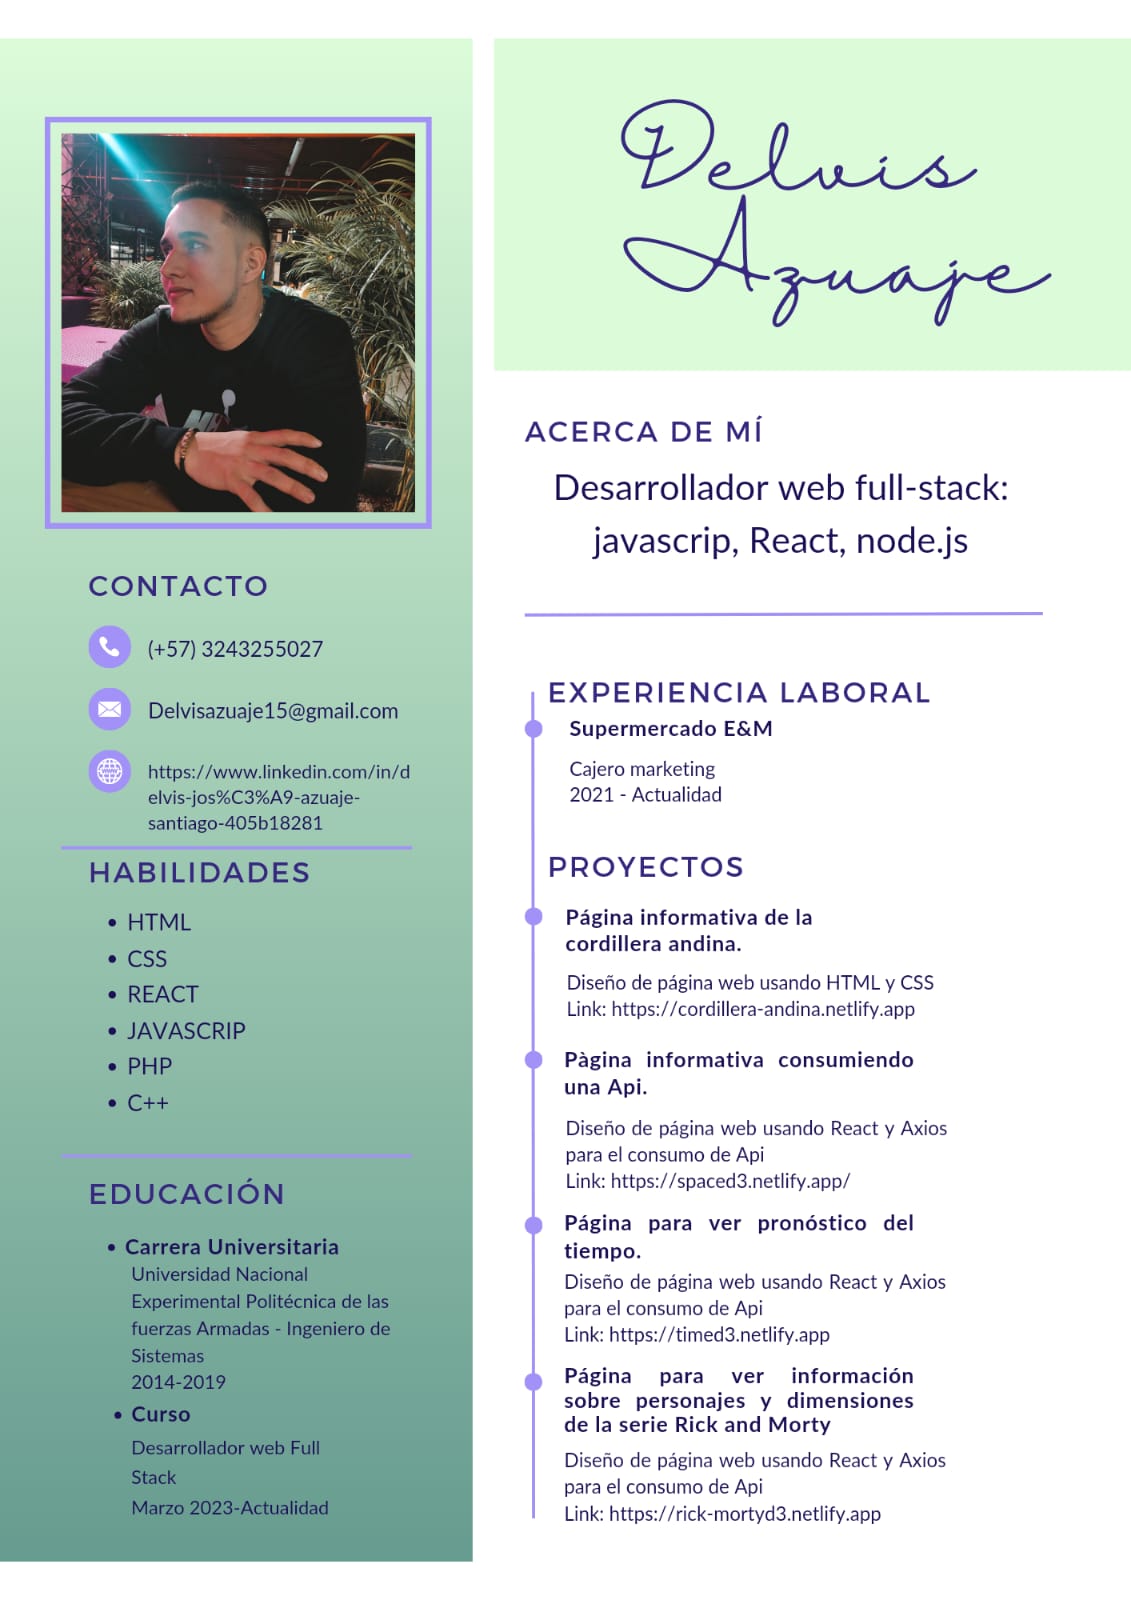 Delvis
Azuaje
CONTACTO
(+57) 3243255027
Delvisazuaje15@gmail.com
https://www.linkedin.com/in/d
elvis-jos%C3%A9-azuaje-
santiago-405b18281
HABILIDADES
• HTML
• CSS
• REACT
• JAVASCRIP
• PHP
• C++
EDUCACIÓN
• Carrera Universitaria
Universidad Nacional
Experimental Politécnica de las
fuerzas Armadas - Ingeniero de
Sistemas
2014-2019
• Curso
Desarrollador web Full
Stack
Marzo 2023-Actualidad
ACERCA DE MÍ
Desarrollador web full-stack:
javascrip, React, node.js
EXPERIENCIA LABORAL
Supermercado E&M
Cajero marketing
2021 - Actualidad
PROYECTOS
Página informativa de la
cordillera andina.
Diseño de página web usando HTML y CSS
Link: https://cordillera-andina.netlify.app
Pàgina informativa consumiendo
una Api.
Diseño de página web usando React y Axios
para el consumo de Api
Link: https://spaced3.netlify.app/
Página para ver pronóstico del
tiempo.
Diseño de página web usando React y Axios
para el consumo de Api
Link: https://timed3.netlify.app
Página para ver información
sobre personajes y dimensiones
de la serie Rick and Morty
Diseño de página web usando React y Axios
para el consumo de Api
Link: https://rick-mortyd3.netlify.app